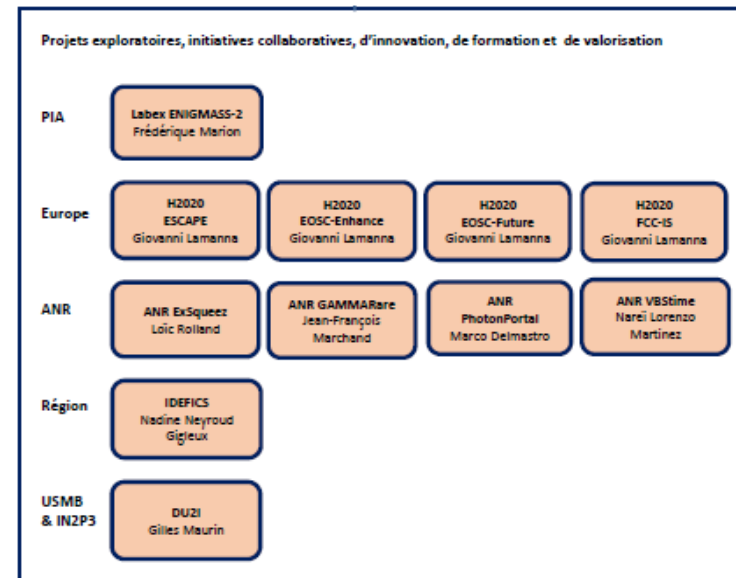 Projets exploratoires, initiatives collaboratives, d'innovation, de formation et de valorisation
PIA
Labex ENIGMASS-2
Frédérique Marion
Europe
H2020
ESCAPE
Giovanni Lamanna
H2020
EOSC-Enhance
Giovanni Lamanna
H2020
EOSC-Future
Giovanni Lamanna
H2020
FCC-IS
Giovanni Lamanna
ANR
ANR ExSqueez
Loïc Rolland
ANR GAMMARare
Jean-François
Marchand
ANR
PhotonPortal
Marco Delmastro
ANR VBStime
Nareï Lorenzo
Martinez
Région
IDEFICS
Nadine Neyroud
Gigleux
USMB
& IN2P3
DU2I
Gilles Maurin